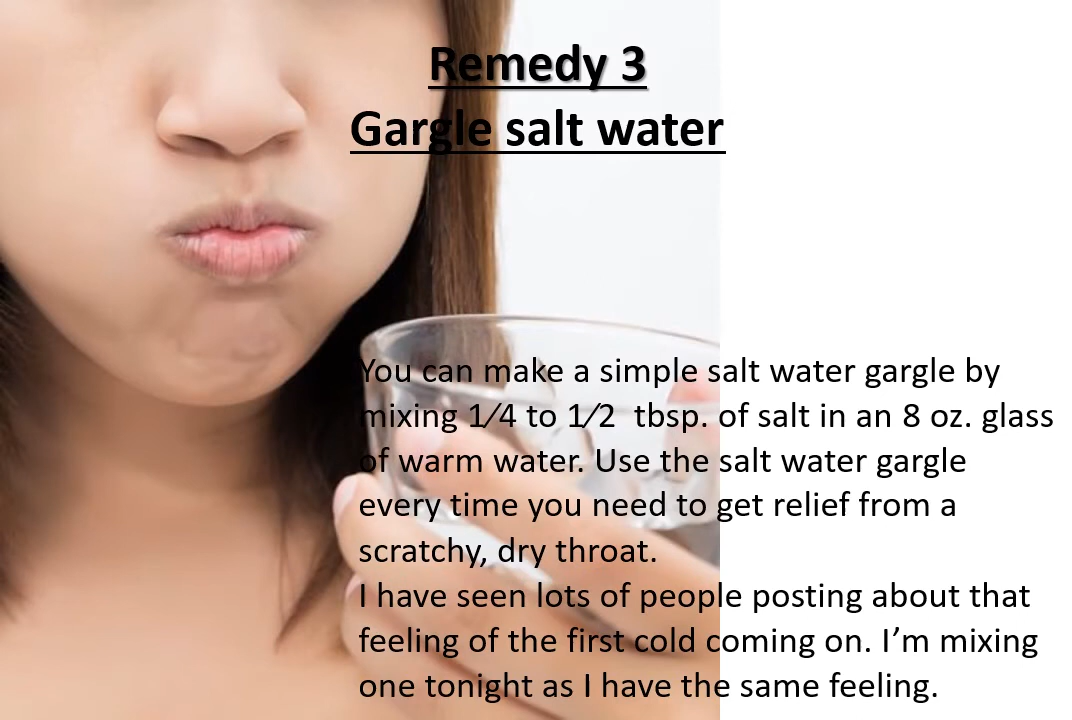 Remedy 3
Gargle salt water
You can make a simple salt water gargle by
mixing 1⁄4 to 1⁄2  tbsp. of salt in an 8 oz. glass
of warm water. Use the salt water gargle
every time you need to get relief from a
scratchy, dry throat.
I have seen lots of people posting about that
feeling of the first cold coming on. I’m mixing
one tonight as I have the same feeling.